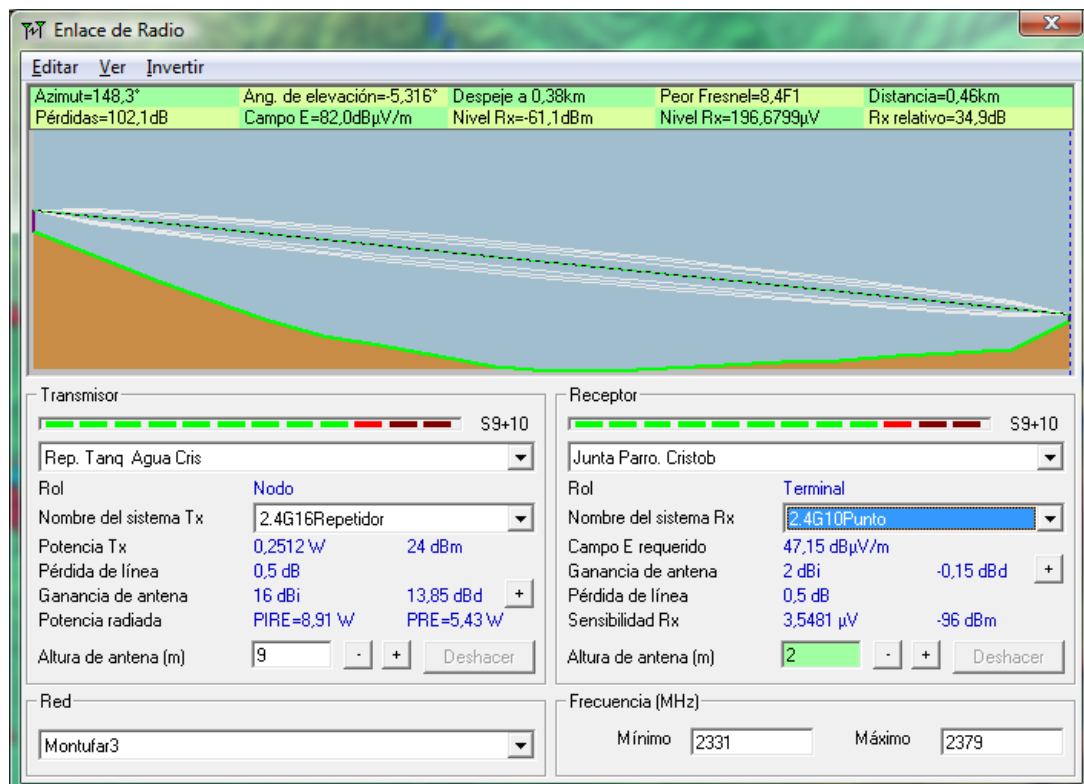 Enlace de Radio
X
Editar Ver Invertir
Azimut=148,3° Ang. de elevación=-5,316° Despeje a 0,38km Peor Fresnel=8,4F1 Distancia=0,46km
Pérdidas=102,1dB Campo E=82,0dBµV/m Nivel Rx=-61,1dBm Nivel Rx=196,6799µV Rx relativo=34,9dB
Transmisor
S9+10
Rep. Tanq Agua Cris
Rol Nodo
Nombre del sistema Tx 2.4G16Repetidor
Potencia Tx 0,2512 W 24 dBm
Pérdida de línea 0,5 dB
Ganancia de antena 16 dBi 13,85 dBd +
Potencia radiada PIRE=8,91 W PRE=5,43 W
Altura de antena (m) 9 - + Deshacer
Red
Montufar3
Receptor
S9+10
Junta Parro. Cristob
Rol Terminal
Nombre del sistema Rx 2.4G10Punto
Campo E requerido 47,15 dBµV/m
Ganancia de antena 2 dBi -0,15 dBd +
Pérdida de línea 0,5 dB
Sensibilidad Rx 3,5481 µV -96 dBm
Altura de antena (m) 2 - + Deshacer
Frecuencia (MHz)
Mínimo 2331 Máximo 2379